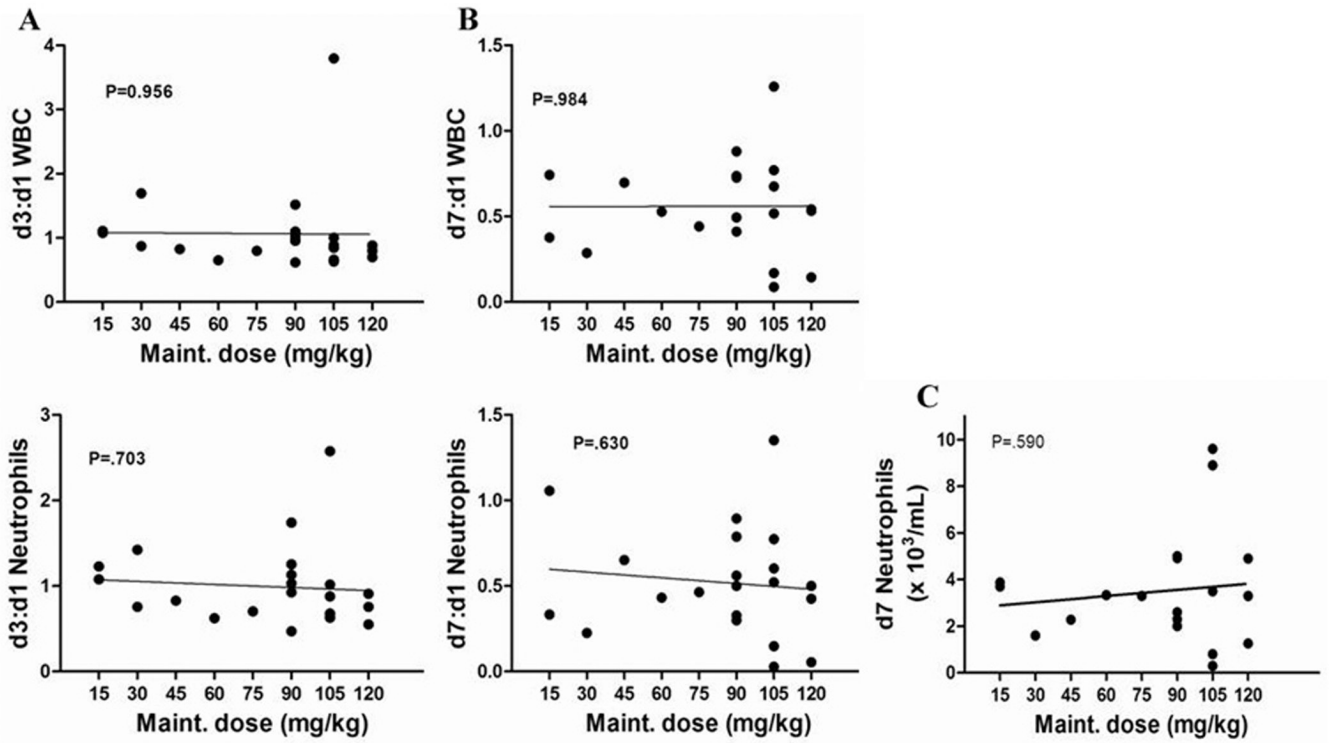 A
d3:d1 WBC
4
3
2
1
0
P=0.956
15 30 45 60 75 90 105 120
Maint. dose (mg/kg)
B
d7:d1 WBC
1.5
1.0
0.5
0.0
P=.984
15 30 45 60 75 90 105 120
Maint. dose (mg/kg)
d3:d1 Neutrophils
3
2
1
0
P=.703
15 30 45 60 75 90 105 120
Maint. dose (mg/kg)
d7:d1 Neutrophils
1.5
1.0
0.5
0.0
P=.630
15 30 45 60 75 90 105 120
Maint. dose (mg/kg)
C
d7 Neutrophils
(x 10³/mL)
10
8
6
4
2
0
P=.590
15 30 45 60 75 90 105 120
Maint. dose (mg/kg)